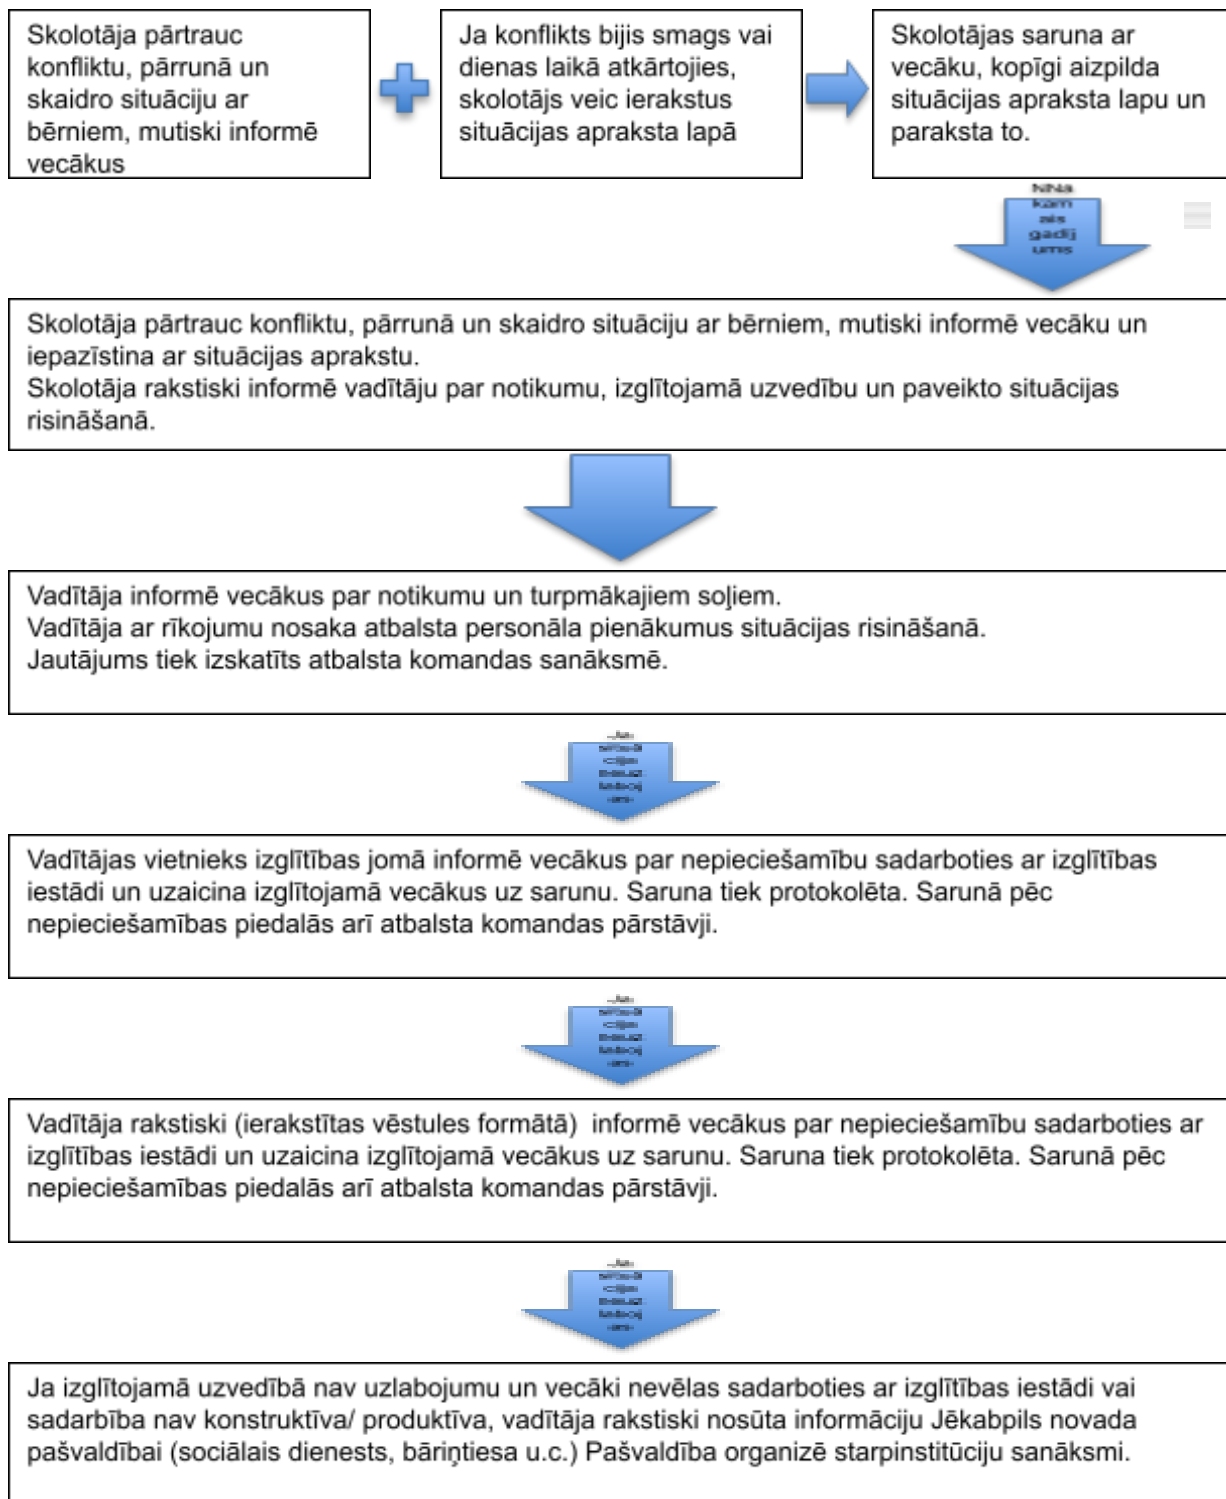 Skolotāja pārtrauc
konfliktu, pārrunā un
skaidro situāciju ar
bērniem, mutiski informē
vecākus
Ja konflikts bijis smags vai
dienas laikā atkārtojies,
skolotājs veic ierakstus
situācijas apraksta lapā
Skolotājas saruna ar
vecāku, kopīgi aizpilda
situācijas apraksta lapu un
paraksta to.
NNa
kam
ais
gadīj
ums
Skolotāja pārtrauc konfliktu, pārrunā un skaidro situāciju ar bērniem, mutiski informē vecāku un
iepazīstina ar situācijas aprakstu.
Skolotāja rakstiski informē vadītāju par notikumu, izglītojamā uzvedību un paveikto situācijas
risināšanā.
Vadītāja informē vecākus par notikumu un turpmākajiem soļiem.
Vadītāja ar rīkojumu nosaka atbalsta personāla pienākumus situācijas risināšanā.
Jautājums tiek izskatīts atbalsta komandas sanāksmē.
Vadītājas vietnieks izglītības jomā informē vecākus par nepieciešamību sadarboties ar izglītības
iestādi un uzaicina izglītojamā vecākus uz sarunu. Saruna tiek protokolēta. Sarunā pēc
nepieciešamības piedalās arī atbalsta komandas pārstāvji.
Vadītāja rakstiski (ierakstītas vēstules formātā)  informē vecākus par nepieciešamību sadarboties ar
izglītības iestādi un uzaicina izglītojamā vecākus uz sarunu. Saruna tiek protokolēta. Sarunā pēc
nepieciešamības piedalās arī atbalsta komandas pārstāvji.
Ja izglītojamā uzvedībā nav uzlabojumu un vecāki nevēlas sadarboties ar izglītības iestādi vai
sadarbība nav konstruktīva/ produktīva, vadītāja rakstiski nosūta informāciju Jēkabpils novada
pašvaldībai (sociālais dienests, bāriņtiesa u.c.) Pašvaldība organizē starpinstitūciju sanāksmi.